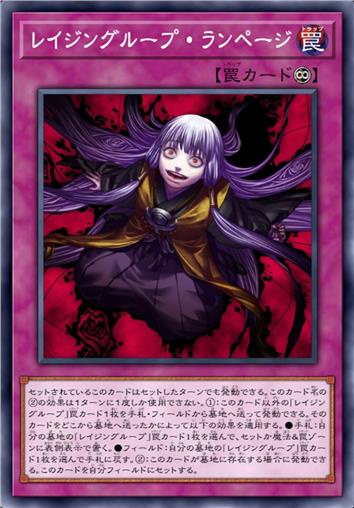 レイジングループ・ランページ
罠
トラップ
【罠カード∞】
トラップ
セットされているこのカードはセットしたターンでも発動できる。このカード名の
②の効果は1ターンに1度しか使用できない。①：このカード以外の「レイジ
ングループ」罠カード1枚を手札・フィールドから墓地へ送って発動できる。その
カードをどこから墓地へ送ったかによって以下の効果を適用する。●手札：自
分の墓地の「レイジングループ」罠カード1枚を選んで、セットか魔法&罠ゾー
ンに表側表示で置く。●フィールド：自分の墓地の「レイジングループ」罠カー
ド1枚を選んで手札に戻す。②：このカードが墓地に存在する場合に発動でき
る。このカードを自分フィールドにセットする。